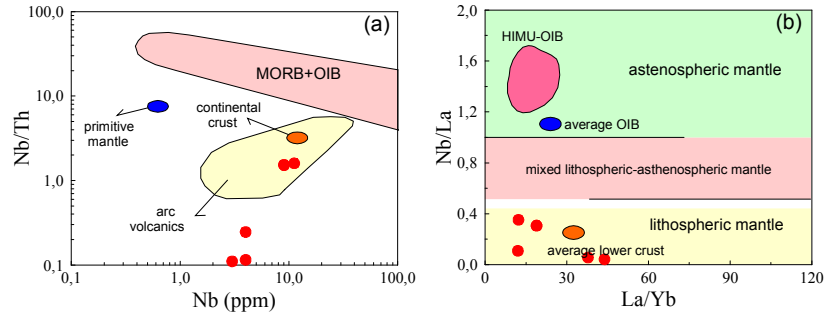 (a)
100,0
10,0
1,0
0,1
Nb/Th
MORB+OIB
continental
crust
primitive
mantle
arc
volcanics
0,1
1,0
10,0
100,0
Nb (ppm)
(b)
2,0
1,6
1,2
0,8
0,4
0,0
Nb/La
HIMU-OIB
astenospheric mantle
average OIB
mixed lithospheric-asthenospheric mantle
lithospheric mantle
average lower crust
0
30
60
90
120
La/Yb